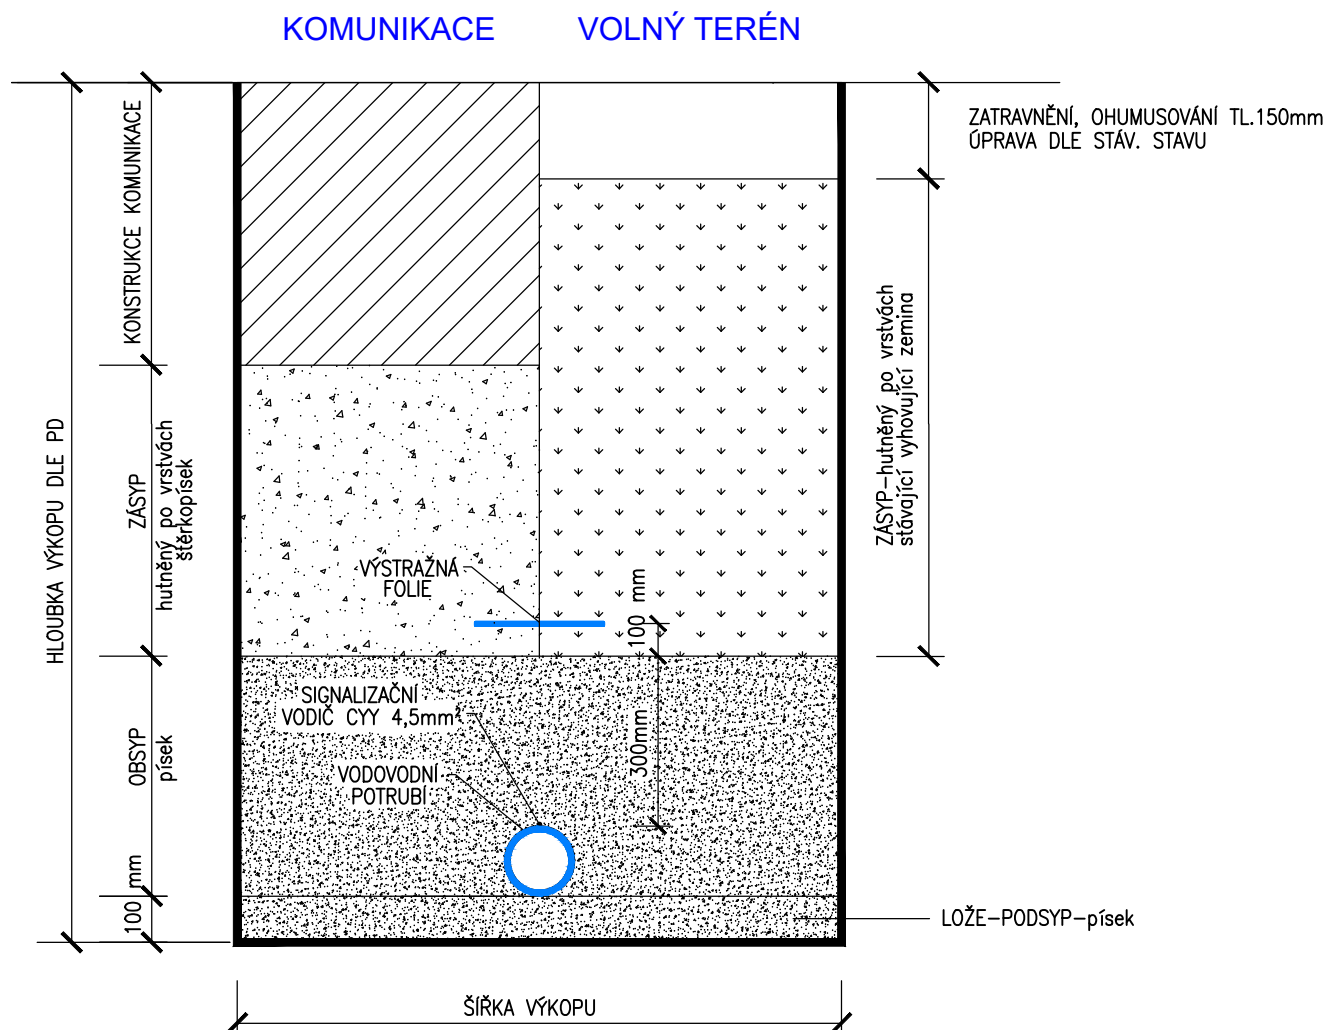 KOMUNIKACE
VOLNÝ TERÉN
ZATRAVNĚNÍ, OHUMUSOVÁNÍ TL.150mm
ÚPRAVA DLE STÁV. STAVU
KONSTRUKCE KOMUNIKACE
HLOUBKA VÝKOPU DLE PD
ZÁSYP
hutněný po vrstvách
štěrkopísek
ZÁSYP-hutněný po vrstvách
stávající vyhovující zemina
VÝSTRAŽNÁ
FOLIE
100 mm
SIGNALIZAČNÍ
VODIČ CYY 4,5mm²
300mm
OBSYP
písek
VODOVODNÍ
POTRUBÍ
100 mm
LOŽE-PODSYP-písek
ŠÍŘKA VÝKOPU